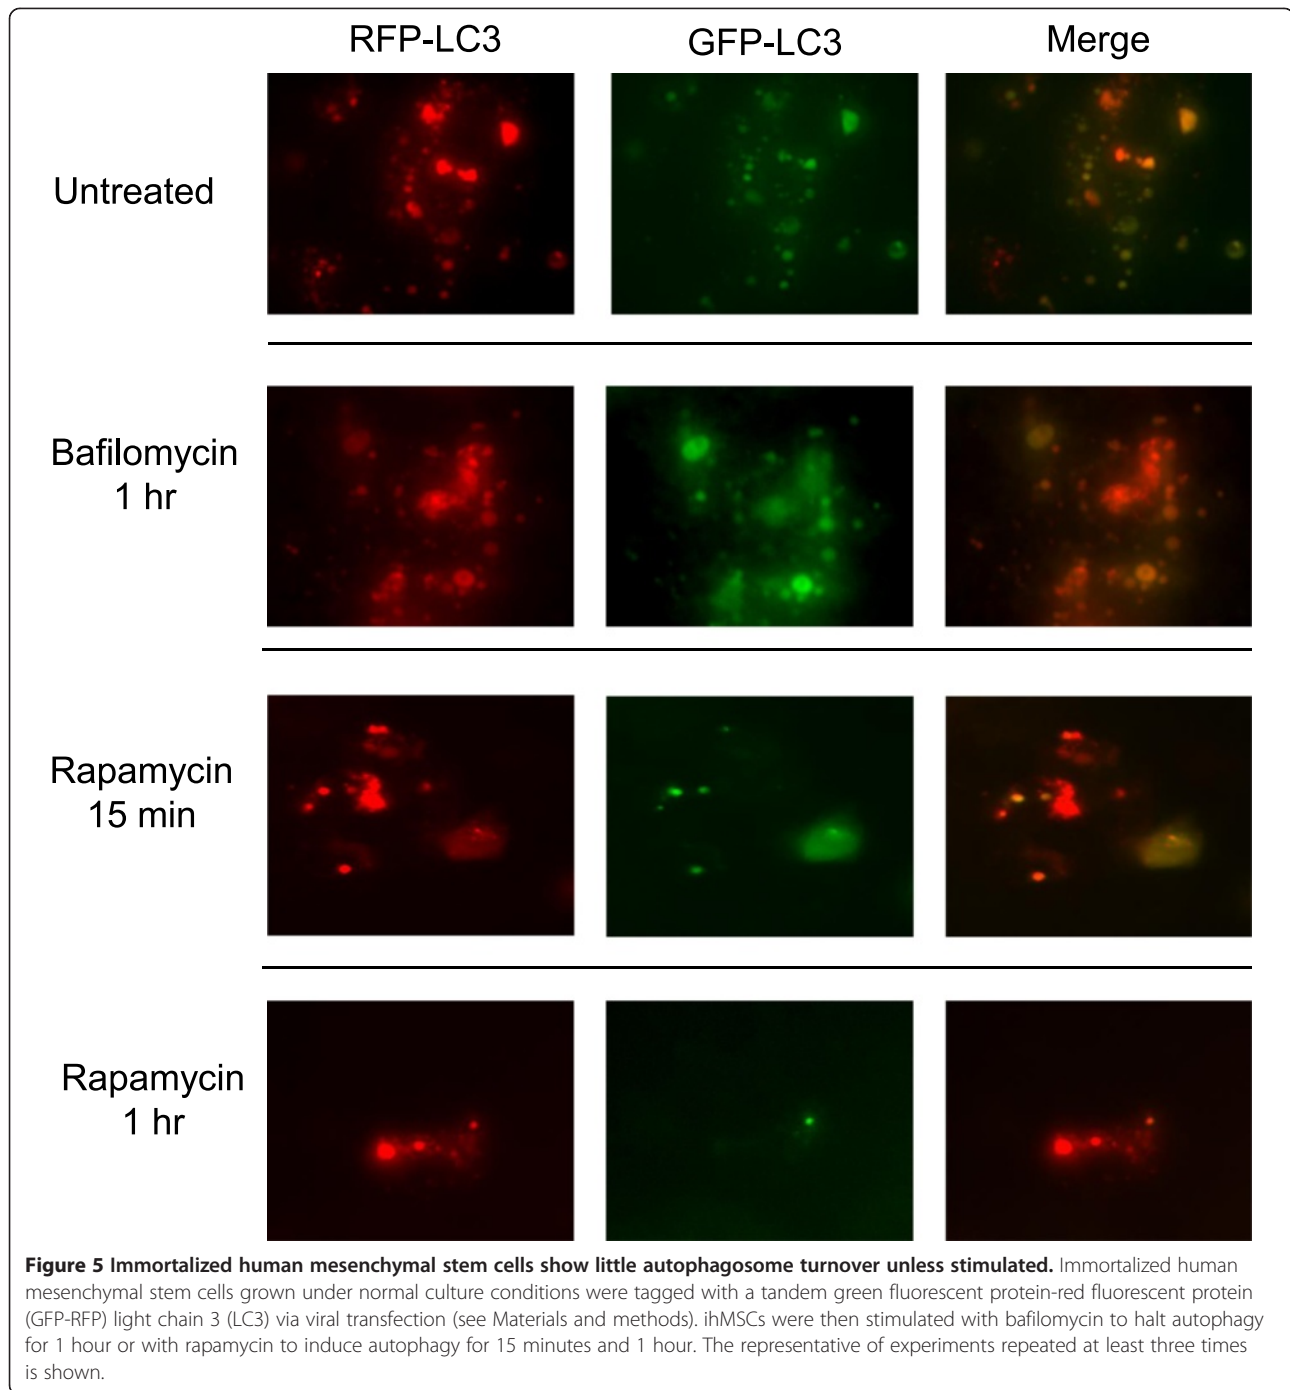 RFP-LC3 GFP-LC3 Merge
Untreated
Bafilomycin
1 hr
Rapamycin
15 min
Rapamycin
1 hr
Figure 5 Immortalized human mesenchymal stem cells show little autophagosome turnover unless stimulated. Immortalized human
mesenchymal stem cells grown under normal culture conditions were tagged with a tandem green fluorescent protein-red fluorescent protein
(GFP-RFP) light chain 3 (LC3) via viral transfection (see Materials and methods). ihMSCs were then stimulated with bafilomycin to halt autophagy
for 1 hour or with rapamycin to induce autophagy for 15 minutes and 1 hour. The representative of experiments repeated at least three times
is shown.